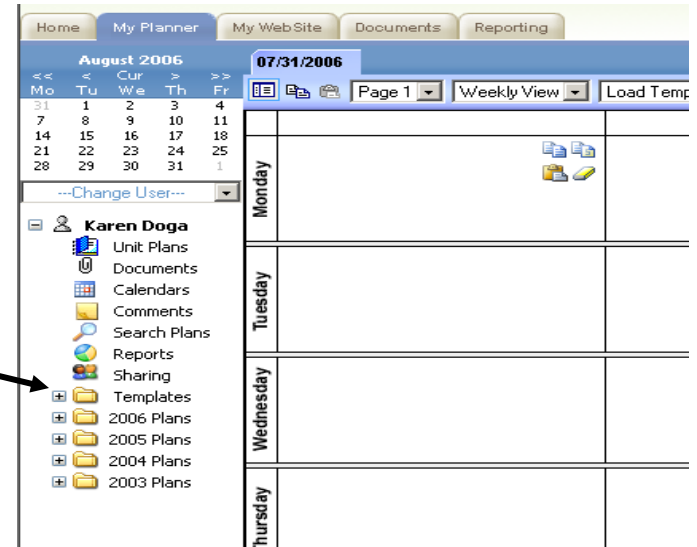 Home My Planner My WebSite Documents Reporting
August 2006
<< < Cur > >>
Mo Tu We Th Fr
31 1 2 3 4
7 8 9 10 11
14 15 16 17 18
21 22 23 24 25
28 29 30 31 1
---Change User---
Karen Doga
Unit Plans
Documents
Calendars
Comments
Search Plans
Reports
Sharing
Templates
2006 Plans
2005 Plans
2004 Plans
2003 Plans
07/31/2006
Page 1 Weekly View Load Temp
Monday
Tuesday
Wednesday
Thursday